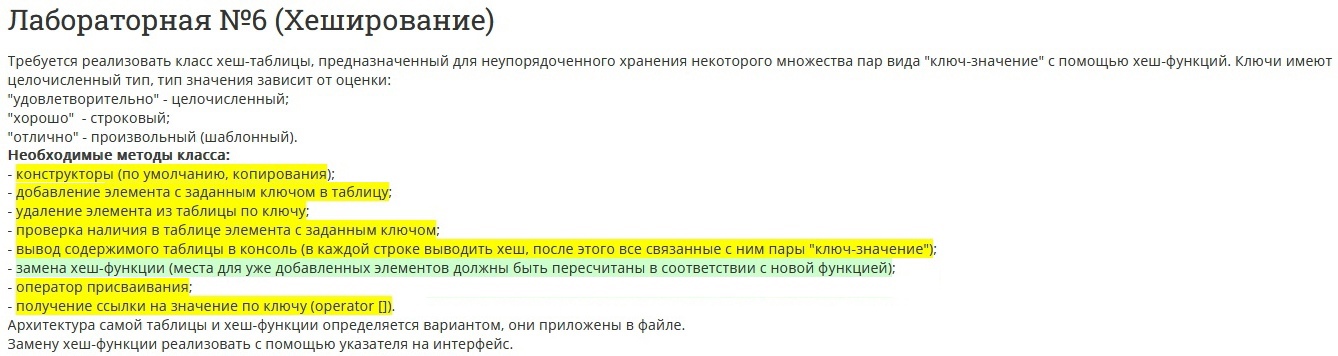 Лабораторная №6 (Хеширование)
Требуется реализовать класс хеш-таблицы, предназначенный для неупорядоченного хранения некоторого множества пар вида "ключ-значение" с помощью хеш-функций. Ключи имеют
целочисленный тип, тип значения зависит от оценки:
"удовлетворительно" - целочисленный;
"хорошо" - строковый;
"отлично" - произвольный (шаблонный).
Необходимые методы класса:
- конструкторы (по умолчанию, копирования);
- добавление элемента с заданным ключом в таблицу;
- удаление элемента из таблицы по ключу;
- проверка наличия в таблице элемента с заданным ключом;
- вывод содержимого таблицы в консоль (в каждой строке выводить хеш, после этого все связанные с ним пары "ключ-значение");
- замена хеш-функции (места для уже добавленных элементов должны быть пересчитаны в соответствии с новой функцией);
- оператор присваивания;
- получение ссылки на значение по ключу (operator []).
Архитектура самой таблицы и хеш-функции определяется вариантом, они приложены в файле.
Замену хеш-функции реализовать с помощью указателя на интерфейс.